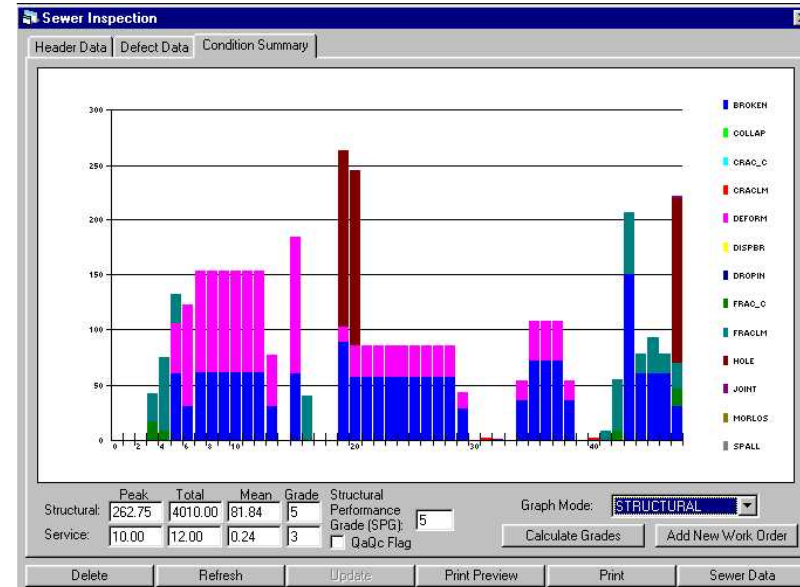 Sewer Inspection
Header Data Defect Data Condition Summary
300
250
200
150
100
50
0
0 2 4 6 8 10 20 30 40
BROKEN
COLLAP
CRAC_C
CRACLM
DEFORM
DISPBR
DROPIN
FRAC_C
FRACLM
HOLE
JOINT
MORLOS
SPALL
Peak Total Mean Grade
Structural: 262.75 4010.00 81.84 5
Service: 10.00 12.00 0.24 3
Structural
Performance
Grade (SPG): 5
QaQc Flag
Graph Mode: STRUCTURAL
Calculate Grades Add New Work Order
Delete Refresh Update Print Preview Print Sewer Data